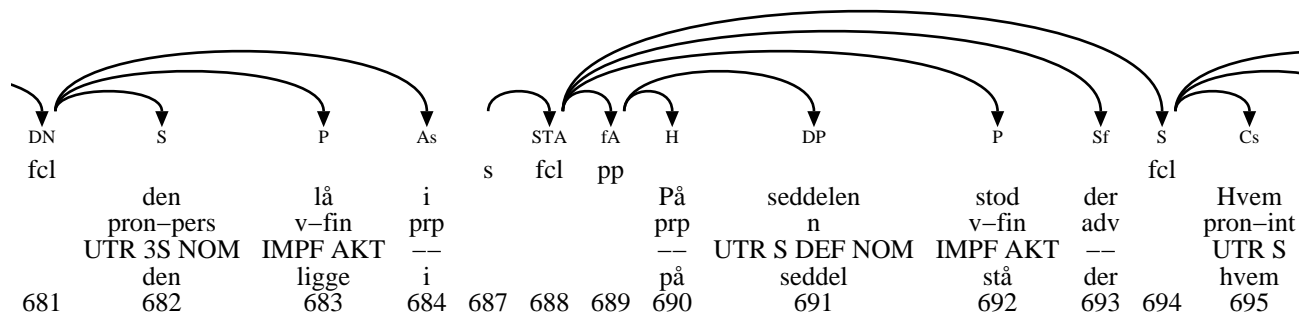 DN S P As STA fA H DP P Sf S Cs
fcl s fcl pp fcl
den lå i På seddelen stod der Hvem
pron−pers v−fin prp prp n v−fin adv pron−int
UTR 3S NOM IMPF AKT −− −− UTR S DEF NOM IMPF AKT −− UTR S
den ligge i på seddel stå der hvem
681 682 683 684 687 688 689 690 691 692 693 694 695